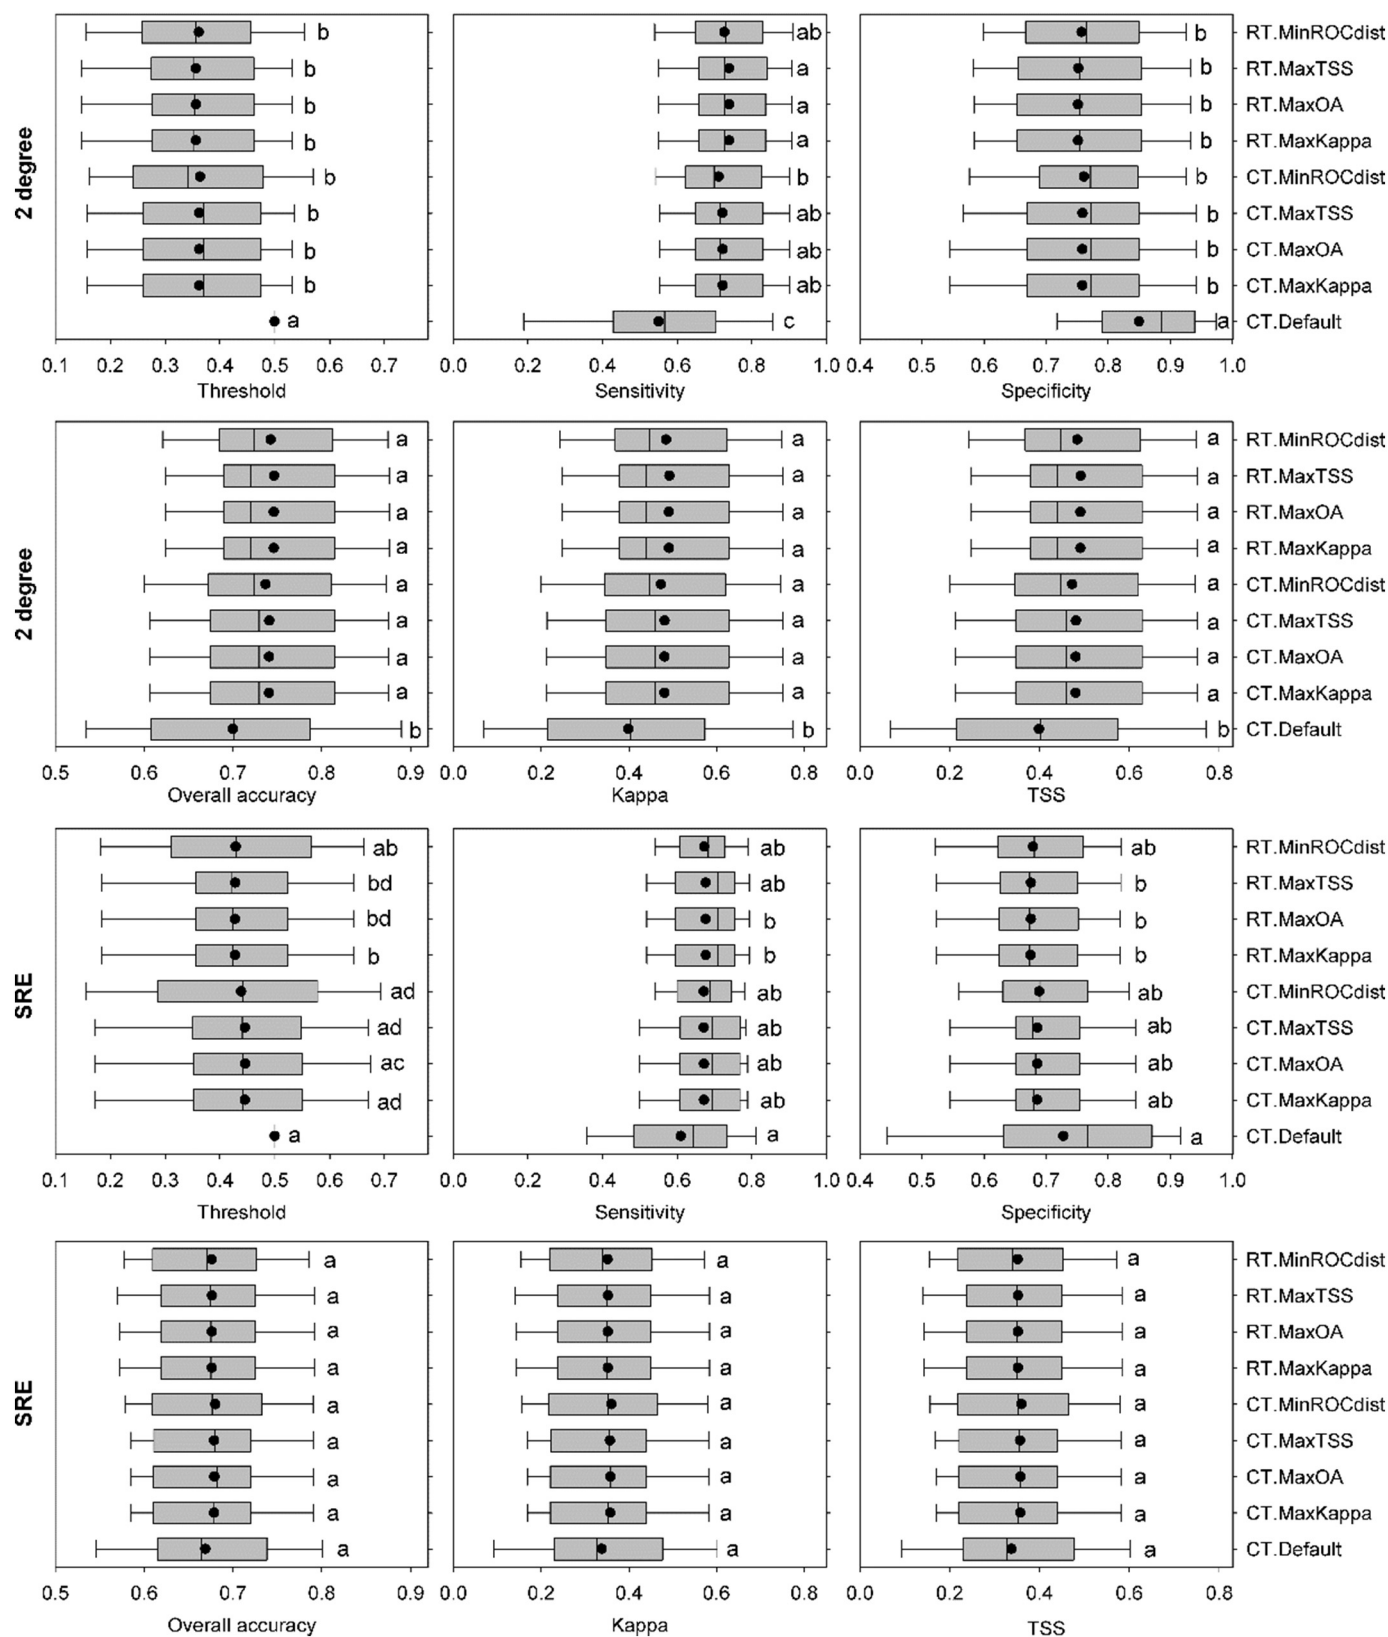 2 degree
b
ab
b
RT.MinROCdist
b
a
b
RT.MaxTSS
b
a
b
RT.MaxOA
b
a
b
RT.MaxKappa
b
b
b
CT.MinROCdist
b
ab
b
CT.MaxTSS
b
ab
b
CT.MaxOA
b
ab
b
CT.MaxKappa
a
c
a
CT.Default
0.1 0.2 0.3 0.4 0.5 0.6 0.7
0.0 0.2 0.4 0.6 0.8 1.0
0.4 0.5 0.6 0.7 0.8 0.9 1.0
Threshold
Sensitivity
Specificity
2 degree
a
a
a
RT.MinROCdist
a
a
a
RT.MaxTSS
a
a
a
RT.MaxOA
a
a
a
RT.MaxKappa
a
a
a
CT.MinROCdist
a
a
a
CT.MaxTSS
a
a
a
CT.MaxOA
a
a
a
CT.MaxKappa
b
b
b
CT.Default
0.5 0.6 0.7 0.8 0.9
0.0 0.2 0.4 0.6 0.8
0.0 0.2 0.4 0.6 0.8
Overall accuracy
Kappa
TSS
SRE
ab
ab
ab
RT.MinROCdist
bd
ab
b
RT.MaxTSS
bd
b
b
RT.MaxOA
b
b
b
RT.MaxKappa
ad
ab
ab
CT.MinROCdist
ad
ab
ab
CT.MaxTSS
ac
ab
ab
CT.MaxOA
ad
ab
ab
CT.MaxKappa
a
a
a
CT.Default
0.1 0.2 0.3 0.4 0.5 0.6 0.7
0.0 0.2 0.4 0.6 0.8 1.0
0.4 0.5 0.6 0.7 0.8 0.9 1.0
Threshold
Sensitivity
Specificity
SRE
a
a
a
RT.MinROCdist
a
a
a
RT.MaxTSS
a
a
a
RT.MaxOA
a
a
a
RT.MaxKappa
a
a
a
CT.MinROCdist
a
a
a
CT.MaxTSS
a
a
a
CT.MaxOA
a
a
a
CT.MaxKappa
a
a
a
CT.Default
0.5 0.6 0.7 0.8 0.9
0.0 0.2 0.4 0.6 0.8
0.0 0.2 0.4 0.6 0.8
Overall accuracy
Kappa
TSS